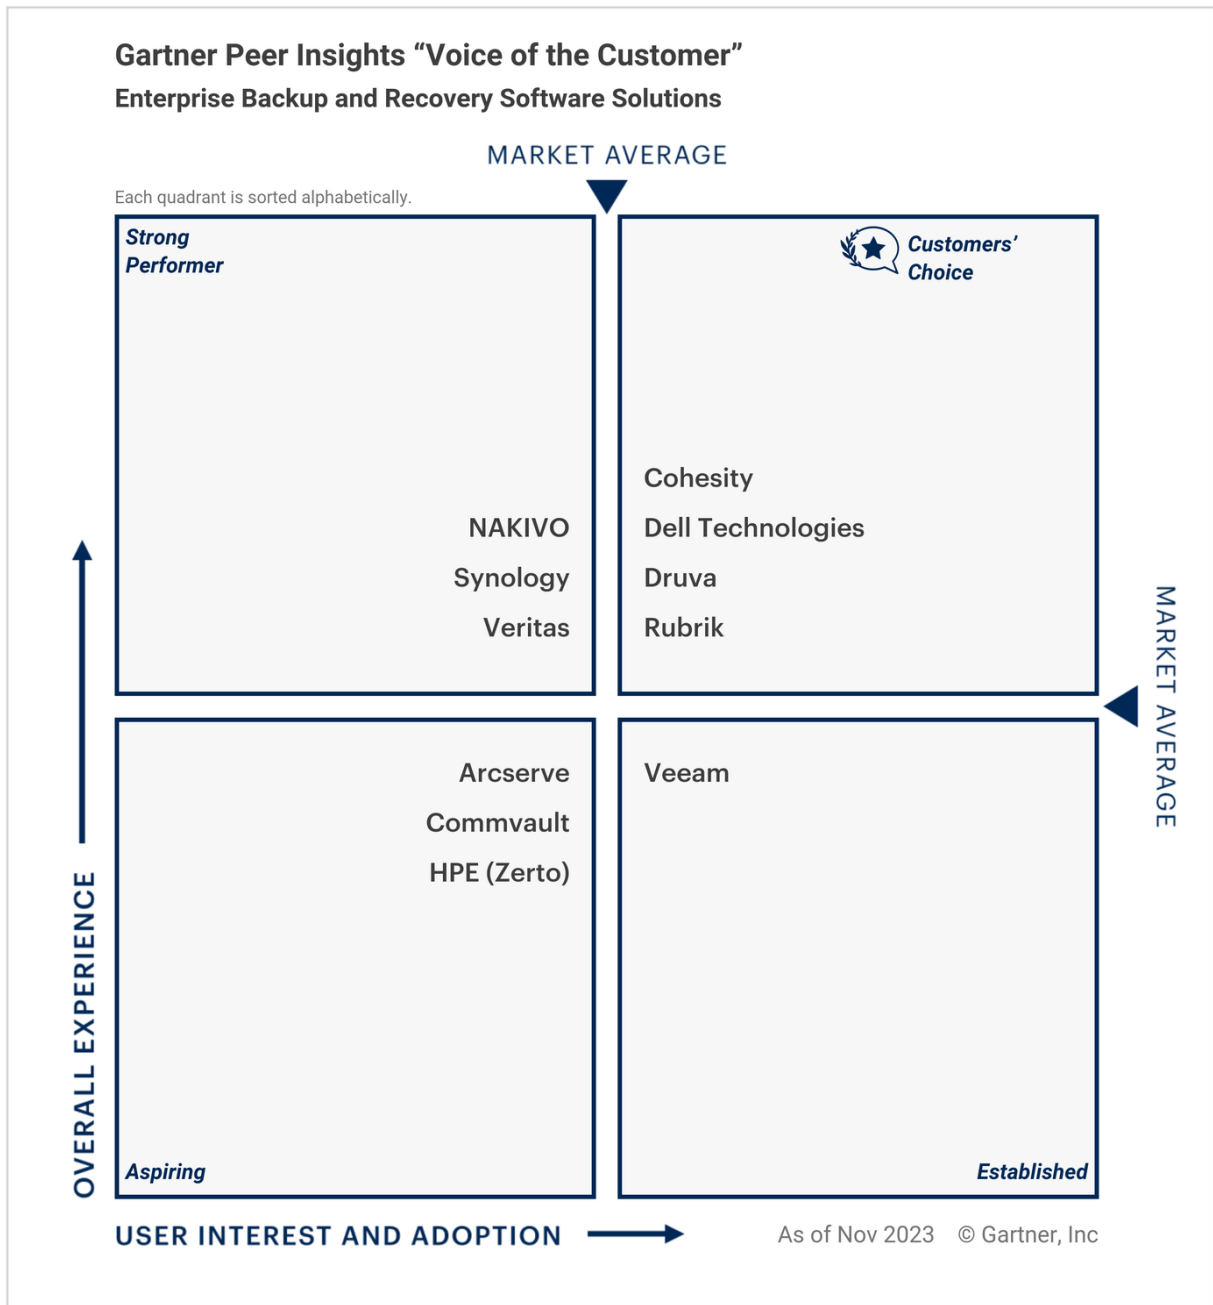 Gartner Peer Insights “Voice of the Customer”
Enterprise Backup and Recovery Software Solutions
MARKET AVERAGE
Each quadrant is sorted alphabetically.
Strong
Performer
NAKIVO
Synology
Veritas
Customers’
Choice
Cohesity
Dell Technologies
Druva
Rubrik
MARKET AVERAGE
OVERALL EXPERIENCE
Arcserve
Commvault
HPE (Zerto)
Aspiring
Veeam
Established
USER INTEREST AND ADOPTION
As of Nov 2023 © Gartner, Inc